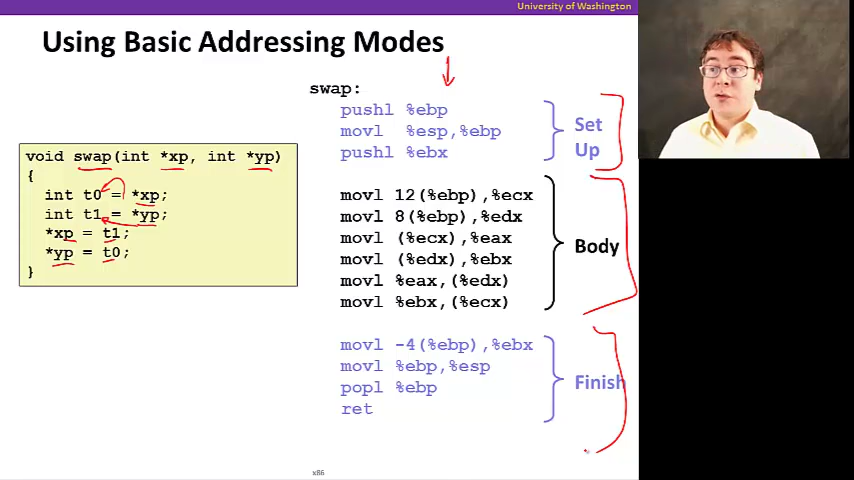 University of Washington
Using Basic Addressing Modes
void swap(int *xp, int *yp)
{
int t0 = *xp;
int t1 = *yp;
*xp = t1;
*yp = t0;
}
swap:
pushl %ebp
movl %esp,%ebp
pushl %ebx
Set
Up
movl 12(%ebp),%ecx
movl 8(%ebp),%edx
movl (%ecx),%eax
movl (%edx),%ebx
movl %eax,(%edx)
movl %ebx,(%ecx)
Body
movl -4(%ebp),%ebx
movl %ebp,%esp
popl %ebp
ret
Finish
x86